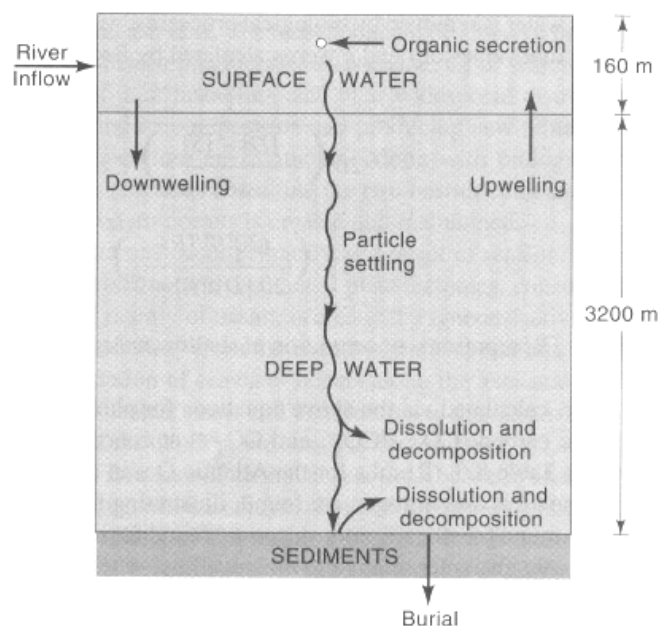 River
Inflow
Organic secretion
160 m
SURFACE WATER
Downwelling
Upwelling
Particle
settling
3200 m
DEEP WATER
Dissolution and
decomposition
Dissolution and
decomposition
SEDIMENTS
Burial